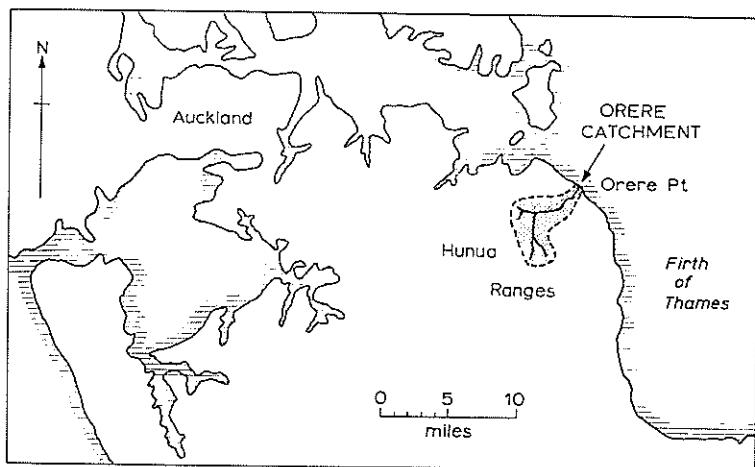 N
Auckland
ORERE
CATCHMENT
Orere Pt
Hunua
Ranges
Firth
of
Thames
0 5 10
miles